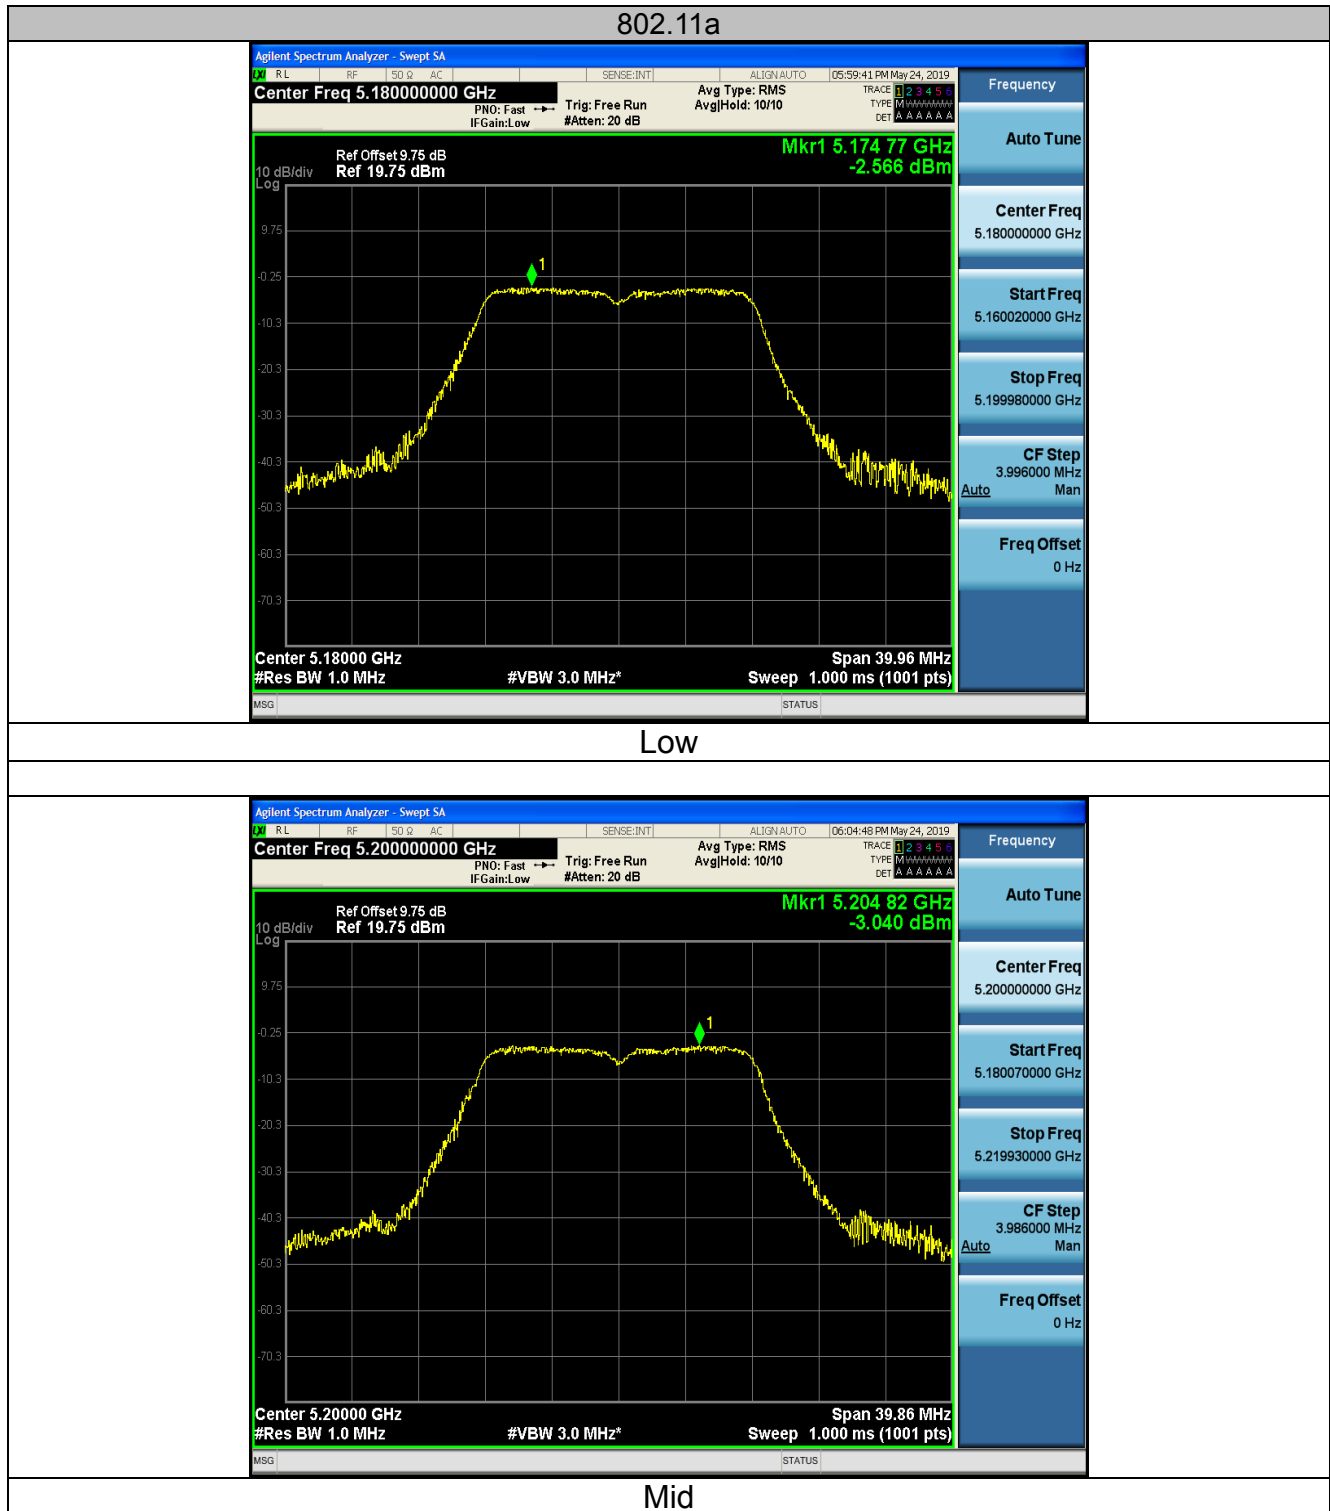 802.11a
Agilent Spectrum Analyzer - Swept SA
LXI RL RF 50 Ω AC SENSE:INT ALIGNAUTO 05:59:41 PM May 24, 2019
Center Freq 5.180000000 GHz
PNO: Fast
IFGain:Low
Trig: Free Run
#Atten: 20 dB
Avg Type: RMS
Avg|Hold: 10/10
TRACE 1 2 3 4 5 6
TYPE M WWWWW
DET A A A A A A
Frequency
Mkr1 5.174 77 GHz
-2.566 dBm
Ref Offset 9.75 dB
10 dB/div Ref 19.75 dBm
Log
9.75
-0.25
-10.3
-20.3
-30.3
-40.3
-50.3
-60.3
-70.3
1
Center 5.18000 GHz Span 39.96 MHz
#Res BW 1.0 MHz #VBW 3.0 MHz* Sweep 1.000 ms (1001 pts)
MSG STATUS
Auto Tune
Center Freq
5.180000000 GHz
Start Freq
5.160020000 GHz
Stop Freq
5.199980000 GHz
CF Step
3.996000 MHz
Auto Man
Freq Offset
0 Hz
Low
Agilent Spectrum Analyzer - Swept SA
LXI RL RF 50 Ω AC SENSE:INT ALIGNAUTO 06:04:48 PM May 24, 2019
Center Freq 5.200000000 GHz
PNO: Fast
IFGain:Low
Trig: Free Run
#Atten: 20 dB
Avg Type: RMS
Avg|Hold: 10/10
TRACE 1 2 3 4 5 6
TYPE M WWWWW
DET A A A A A A
Frequency
Mkr1 5.204 82 GHz
-3.040 dBm
Ref Offset 9.75 dB
10 dB/div Ref 19.75 dBm
Log
9.75
-0.25
-10.3
-20.3
-30.3
-40.3
-50.3
-60.3
-70.3
1
Center 5.20000 GHz Span 39.86 MHz
#Res BW 1.0 MHz #VBW 3.0 MHz* Sweep 1.000 ms (1001 pts)
MSG STATUS
Auto Tune
Center Freq
5.200000000 GHz
Start Freq
5.180070000 GHz
Stop Freq
5.219930000 GHz
CF Step
3.986000 MHz
Auto Man
Freq Offset
0 Hz
Mid